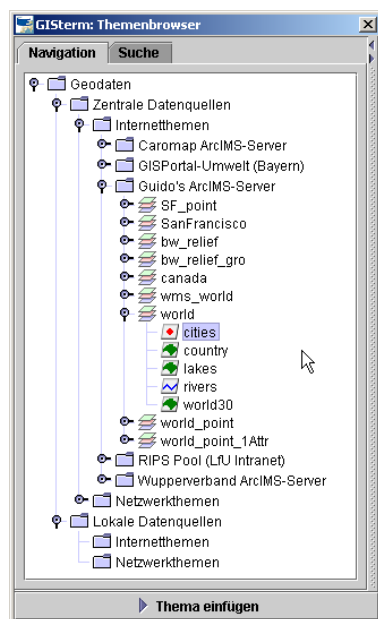 GISterm: Themenbrowser
Navigation Suche
Geodaten
Zentrale Datenquellen
Internetthemen
Caromap ArcIMS-Server
GISPortal-Umwelt (Bayern)
Guido's ArcIMS-Server
SF_point
SanFrancisco
bw_relief
bw_relief_gro
canada
wms_world
world
cities
country
lakes
rivers
world30
world_point
world_point_1Attr
RIPS Pool (LfU Intranet)
Wupperverband ArcIMS-Server
Netzwerkthemen
Lokale Datenquellen
Internetthemen
Netzwerkthemen
Thema einfügen